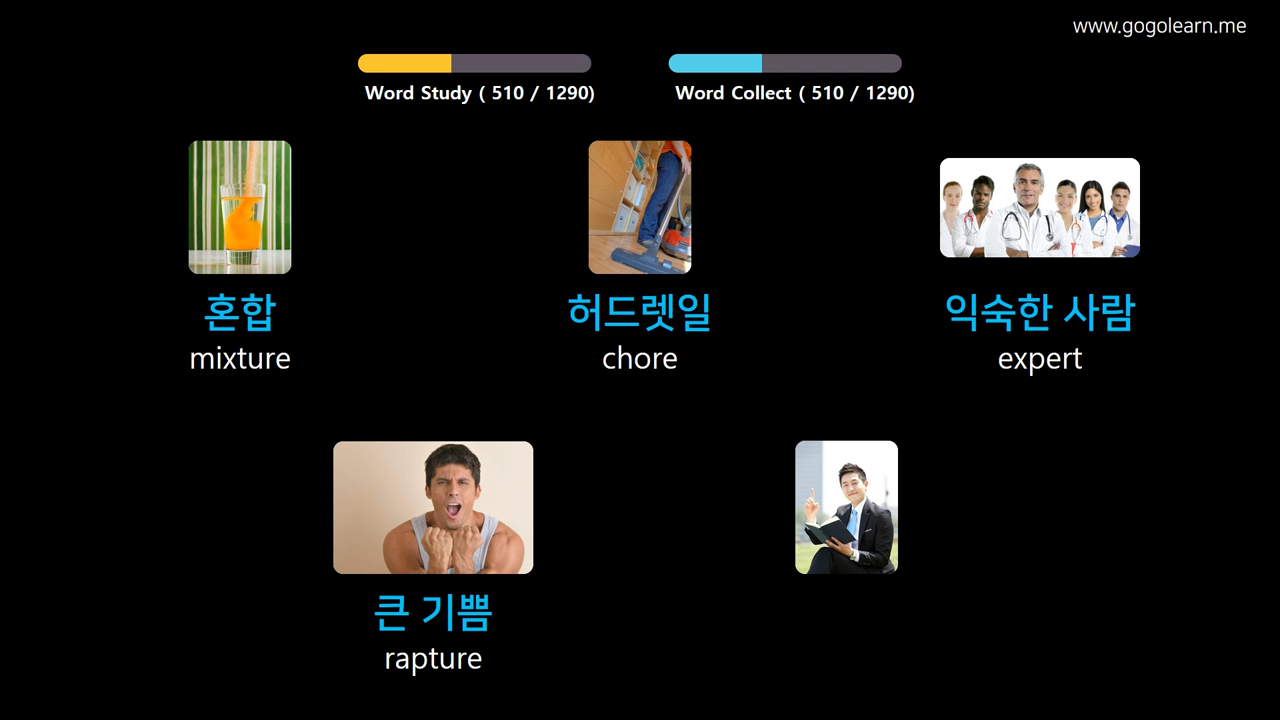 www.gogolearn.me
Word Study ( 510 / 1290)
Word Collect ( 510 / 1290)
혼합
mixture
허드렛일
chore
익숙한 사람
expert
큰 기쁨
rapture